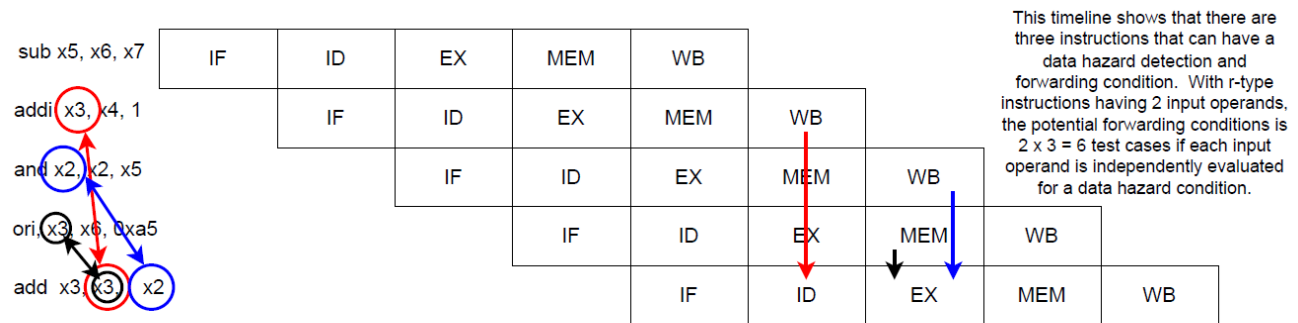 This timeline shows that there are
three instructions that can have a
data hazard detection and
forwarding condition. With r-type
instructions having 2 input operands,
the potential forwarding conditions is
2 x 3 = 6 test cases if each input
operand is independently evaluated
for a data hazard condition.
sub x5, x6, x7 IF ID EX MEM WB
addi x3, x4, 1 IF ID EX MEM WB
and x2, x2, x5 IF ID EX MEM WB
ori, x3, x6, 0xa5 IF ID EX MEM WB
add x3, x3, x2 IF ID EX MEM WB